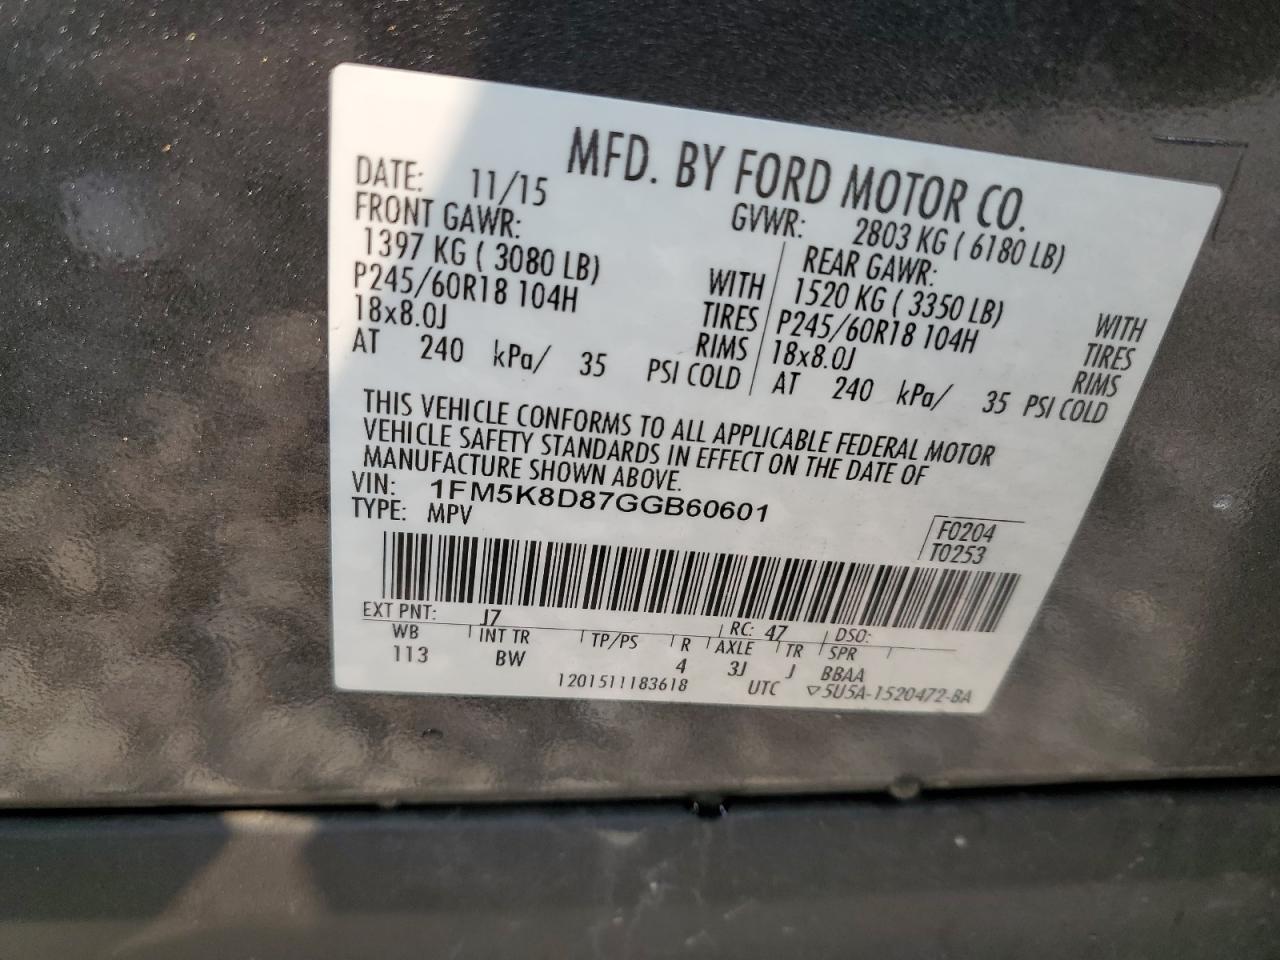 MFD. BY FORD MOTOR CO.
DATE: 11/15 GVWR: 2803 KG ( 6180 LB)
FRONT GAWR: REAR GAWR:
1397 KG ( 3080 LB) WITH 1520 KG ( 3350 LB) WITH
P245/60R18 104H TIRES P245/60R18 104H TIRES
18x8.0J RIMS 18x8.0J RIMS
AT 240 kPa/ 35 PSI COLD AT 240 kPa/ 35 PSI COLD
THIS VEHICLE CONFORMS TO ALL APPLICABLE FEDERAL MOTOR
VEHICLE SAFETY STANDARDS IN EFFECT ON THE DATE OF
MANUFACTURE SHOWN ABOVE.
VIN: 1FM5K8D87GGB60601
TYPE: MPV
F0204
T0253
EXT PNT: J7 RC: 47 DSO:
WB INT TR TP/PS R AXLE TR SPR
113 BW 4 3J J BBAA
1201511183618 UTC ▽5U5A-1520472-BA